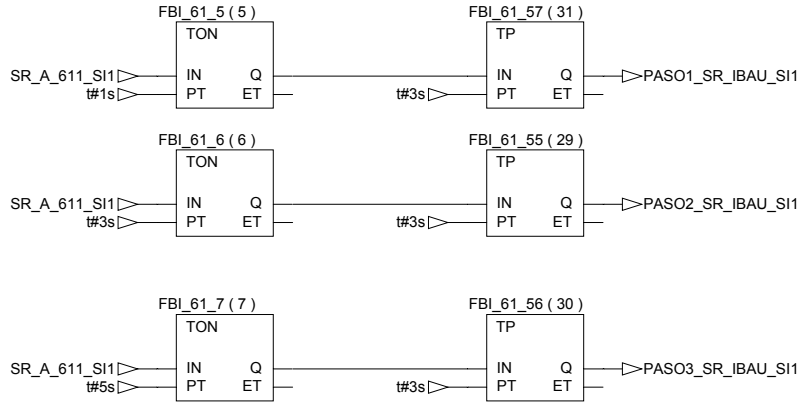 FBI_61_5 ( 5 ) FBI_61_57 ( 31 )
TON TP
SR_A_611_SI1 IN Q IN Q PASO1_SR_IBAU_SI1
t#1s PT ET t#3s PT ET
FBI_61_6 ( 6 ) FBI_61_55 ( 29 )
TON TP
SR_A_611_SI1 IN Q IN Q PASO2_SR_IBAU_SI1
t#3s PT ET t#3s PT ET
FBI_61_7 ( 7 ) FBI_61_56 ( 30 )
TON TP
SR_A_611_SI1 IN Q IN Q PASO3_SR_IBAU_SI1
t#5s PT ET t#3s PT ET